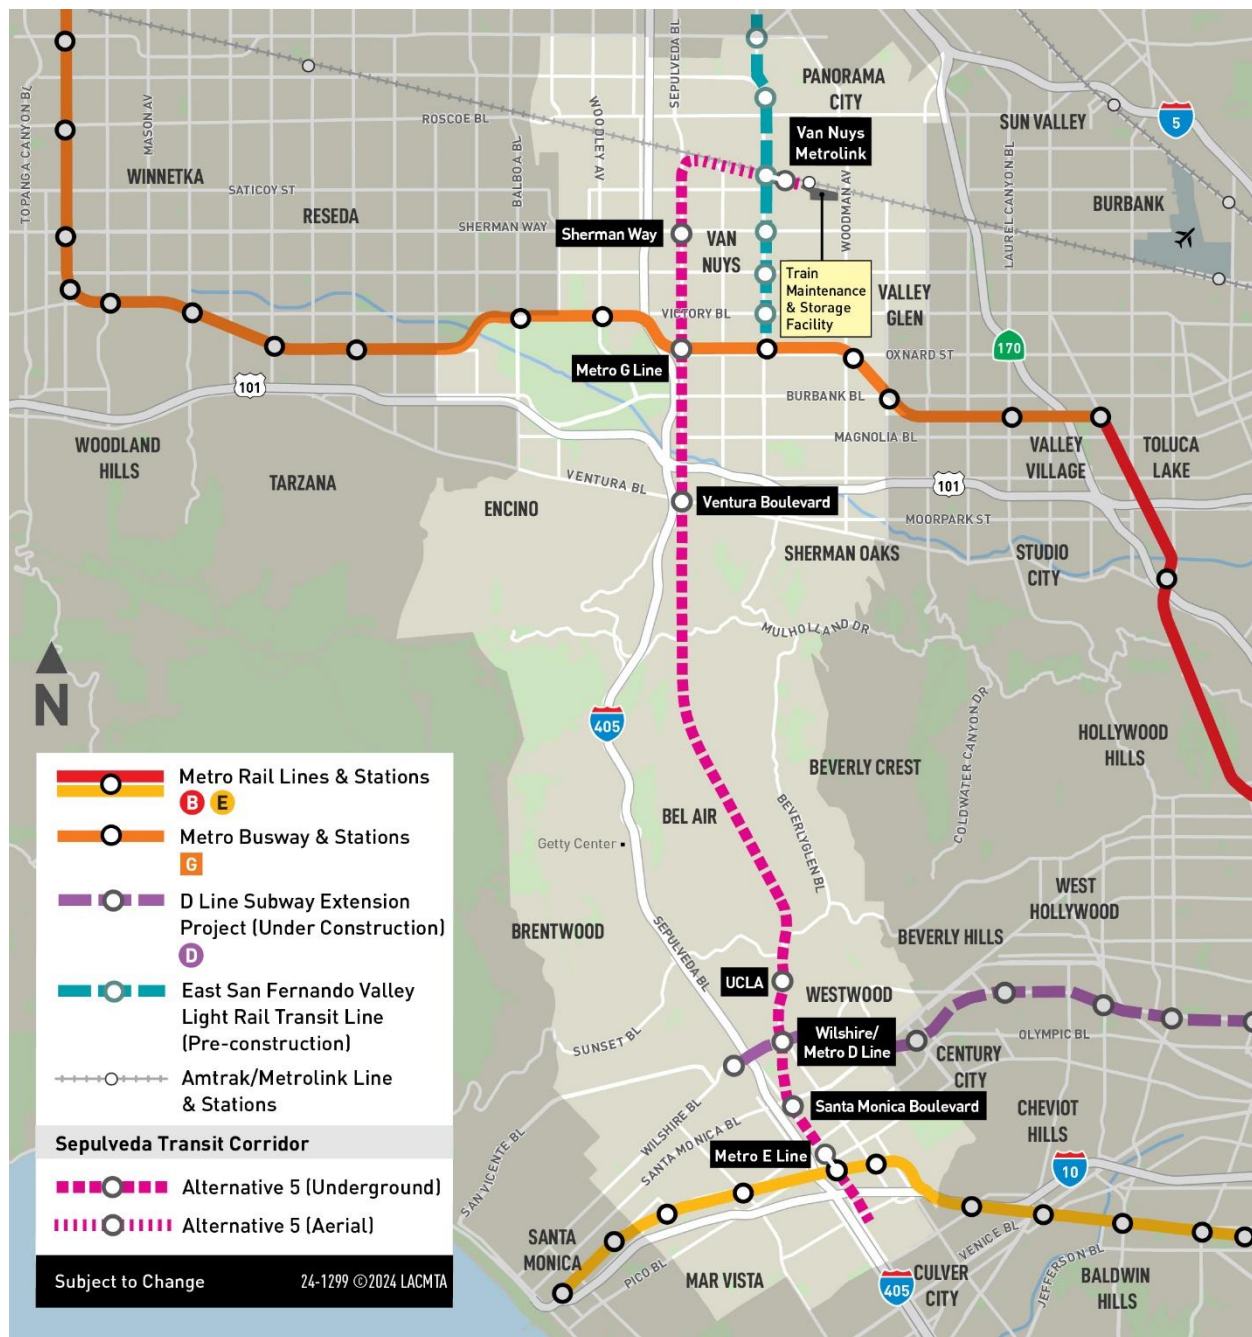 SEPULVEDA BL
PANORAMA
CITY
5
SUN VALLEY
TOPANGA CANYON BL
MASON AV
ROSCOE BL
BALBOA BL
WOODLEY AV
Van Nuys
Metrolink
LAUREL CANYON BL
WINNETKA
SATICOY ST
RESEDA
WOODMAN AV
BURBANK
SHERMAN WAY
Sherman Way
VAN
NUYS
Train
Maintenance
& Storage
Facility
VALLEY
GLEN
VICTORY BL
170
OXNARD ST
Metro G Line
101
BURBANK BL
MAGNOLIA BL
WOODLAND
HILLS
TARZANA
VENTURA BL
VALLEY
VILLAGE
TOLUCA
LAKE
101
ENCINO
Ventura Boulevard
MOORPARK ST
SHERMAN OAKS
STUDIO
CITY
MULHOLLAND DR
N
405
COLDWATER CANYON DR
HOLLYWOOD
HILLS
BEVERLY CREST
BEL AIR
BEVERLYGLEN BL
Getty Center
WEST
HOLLYWOOD
BRENTWOOD
SEPULVEDA BL
BEVERLY HILLS
UCLA
WESTWOOD
SUNSET BL
Wilshire/
Metro D Line
OLYMPIC BL
CENTURY
CITY
WILSHIRE BL
Santa Monica Boulevard
CHEVIOT
HILLS
SAN VICENTE BL
SANTA MONICA BL
Metro E Line
10
SANTA
MONICA
PICO BL
MAR VISTA
VENICE BL
JEFFERSON BL
405
CULVER
CITY
BALDWIN
HILLS
Metro Rail Lines & Stations
B E
Metro Busway & Stations
G
D Line Subway Extension
Project (Under Construction)
D
East San Fernando Valley
Light Rail Transit Line
(Pre-construction)
Amtrak/Metrolink Line
& Stations
Sepulveda Transit Corridor
Alternative 5 (Underground)
Alternative 5 (Aerial)
Subject to Change 24-1299 ©2024 LACMTA